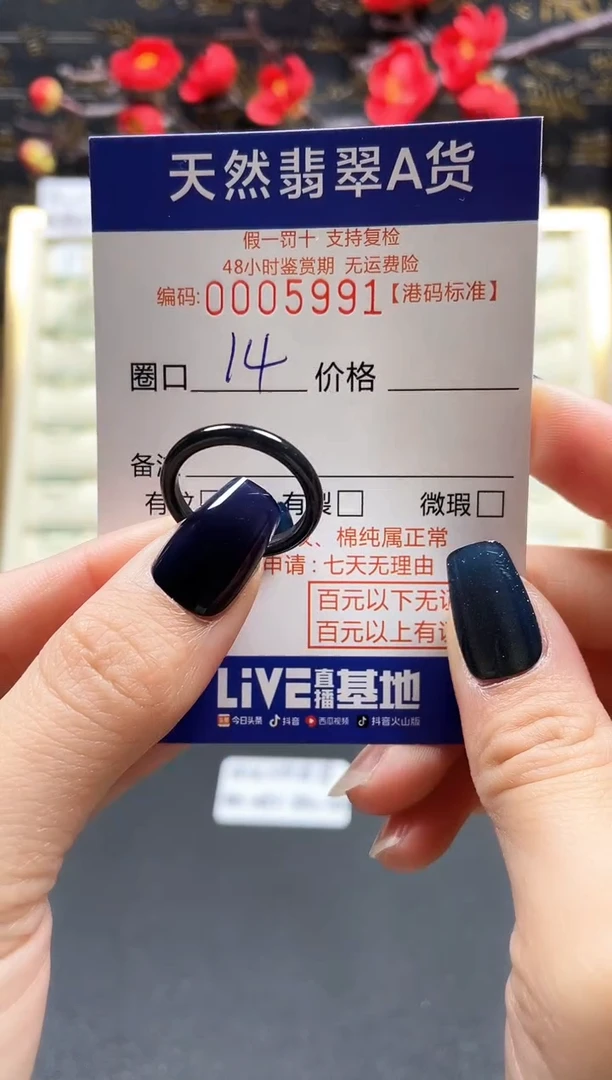 天然翡翠A货
假一罚十 支持复检
48小时鉴赏期 无运费险
编码:0005991【港码标准】
圈口 14 价格
备
有 有裂 微瑕
、棉纯属正常
申请:七天无理由
百元以下无
百元以上有
LiVE直播基地
今日头条 抖音 西瓜视频 抖音火山版